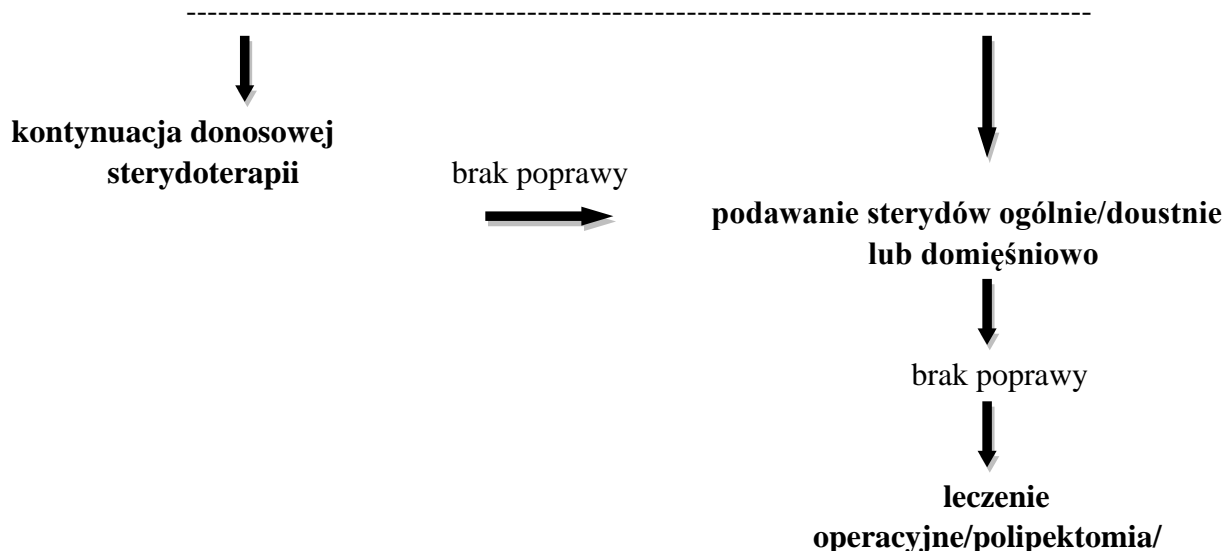 kontynuacja donosowej
sterydoterapii
brak poprawy
podawanie sterydów ogólnie/doustnie
lub domięśniowo
brak poprawy
leczenie
operacyjne/polipektomia/